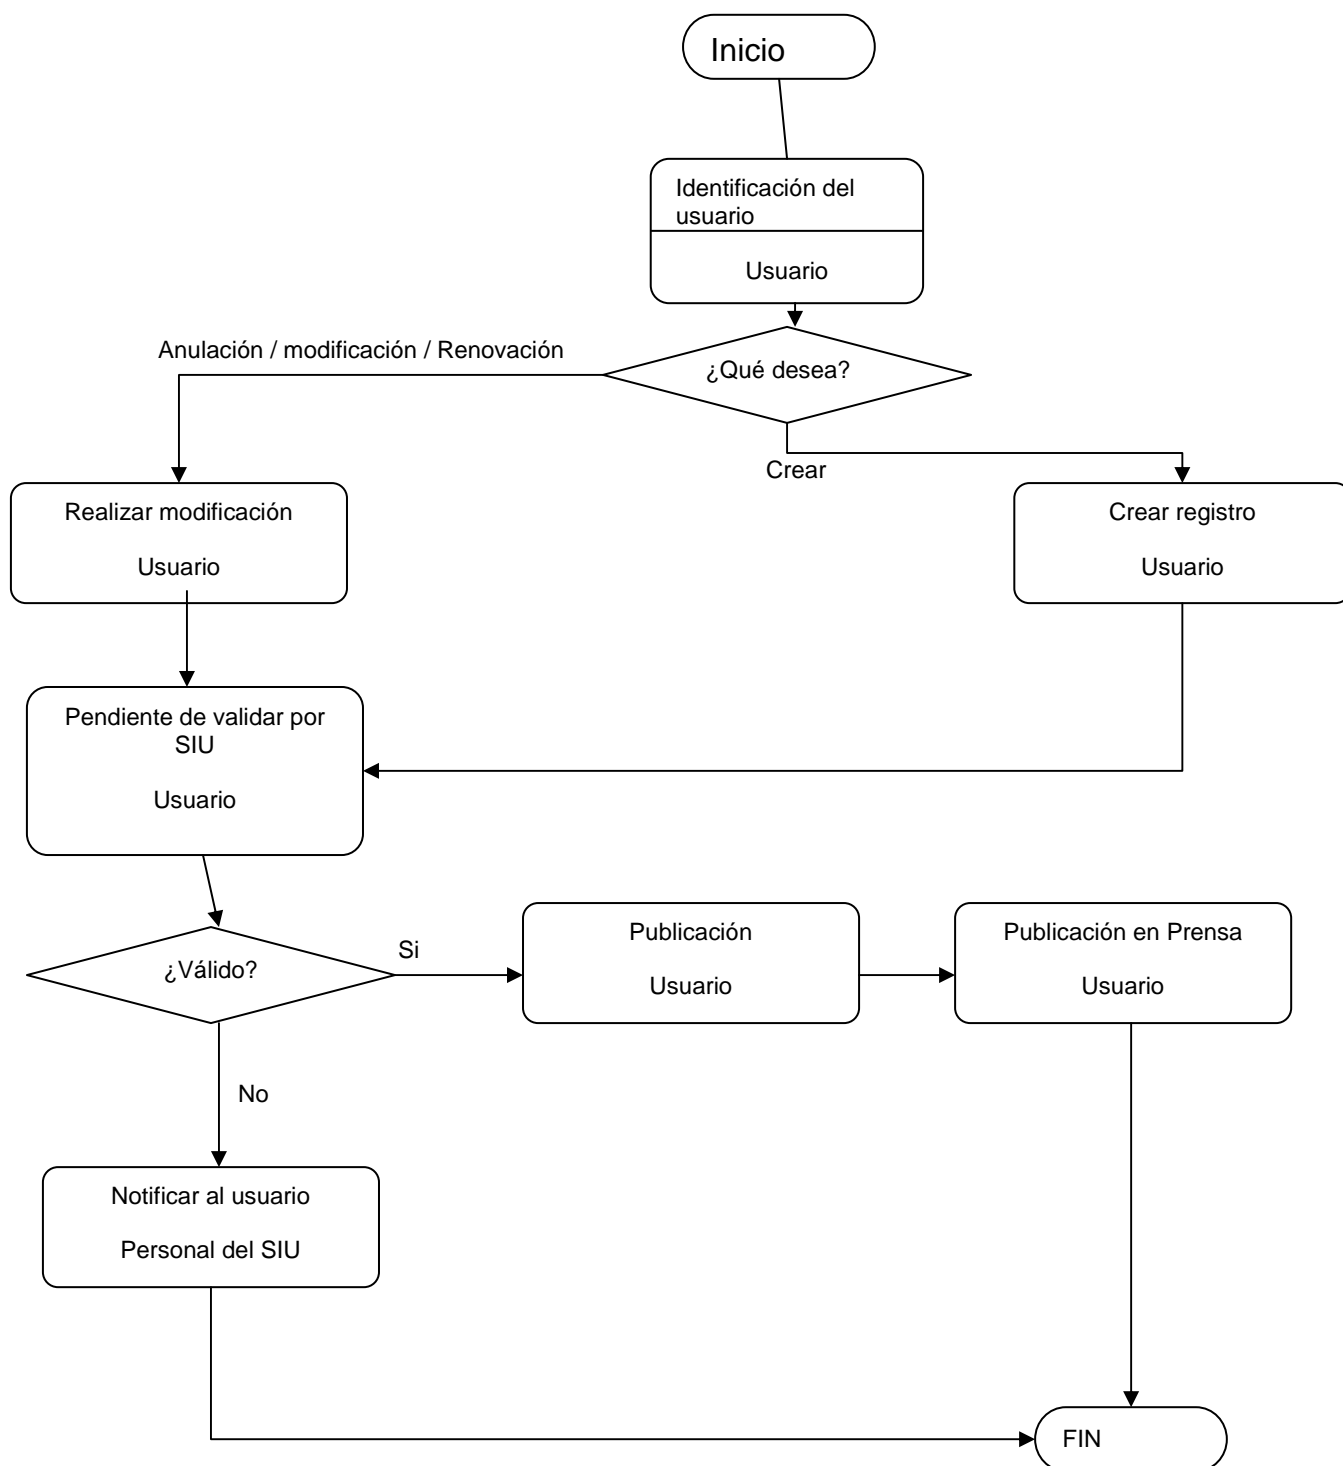 Inicio
Identificación del
usuario
Usuario
Anulación / modificación / Renovación
¿Qué desea?
Crear
Realizar modificación
Usuario
Crear registro
Usuario
Pendiente de validar por
SIU
Usuario
¿Válido?
Si
Publicación
Usuario
Publicación en Prensa
Usuario
No
Notificar al usuario
Personal del SIU
FIN